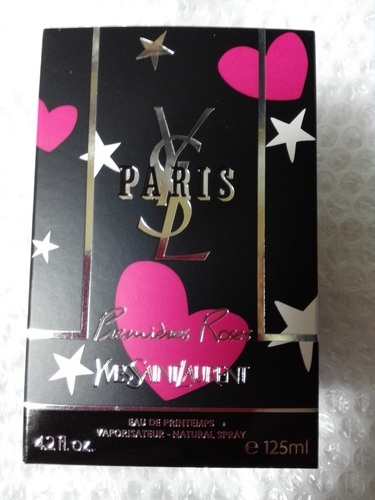 YSL
PARIS
Premières Roses
YVESSAINTLAURENT
EAU DE PRINTEMPS
VAPORISATEUR - NATURAL SPRAY
4.2 fl. oz. e 125ml